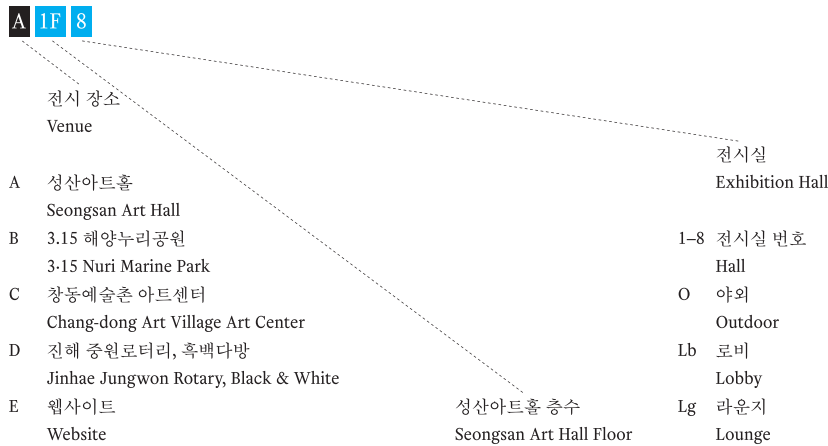 A 1F 8
전시 장소
Venue
A 성산아트홀
Seongsan Art Hall
B 3.15 해양누리공원
3·15 Nuri Marine Park
C 창동예술촌 아트센터
Chang-dong Art Village Art Center
D 진해 중원로터리, 흑백다방
Jinhae Jungwon Rotary, Black & White
E 웹사이트
Website
성산아트홀 층수
Seongsan Art Hall Floor
전시실
Exhibition Hall
1–8 전시실 번호
Hall
O 야외
Outdoor
Lb 로비
Lobby
Lg 라운지
Lounge